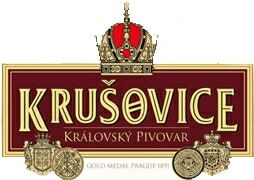 KRUŠOVICE
KRÁLOVSKÝ PIVOVAR
GOLD MEDAL PRAGUE 1891